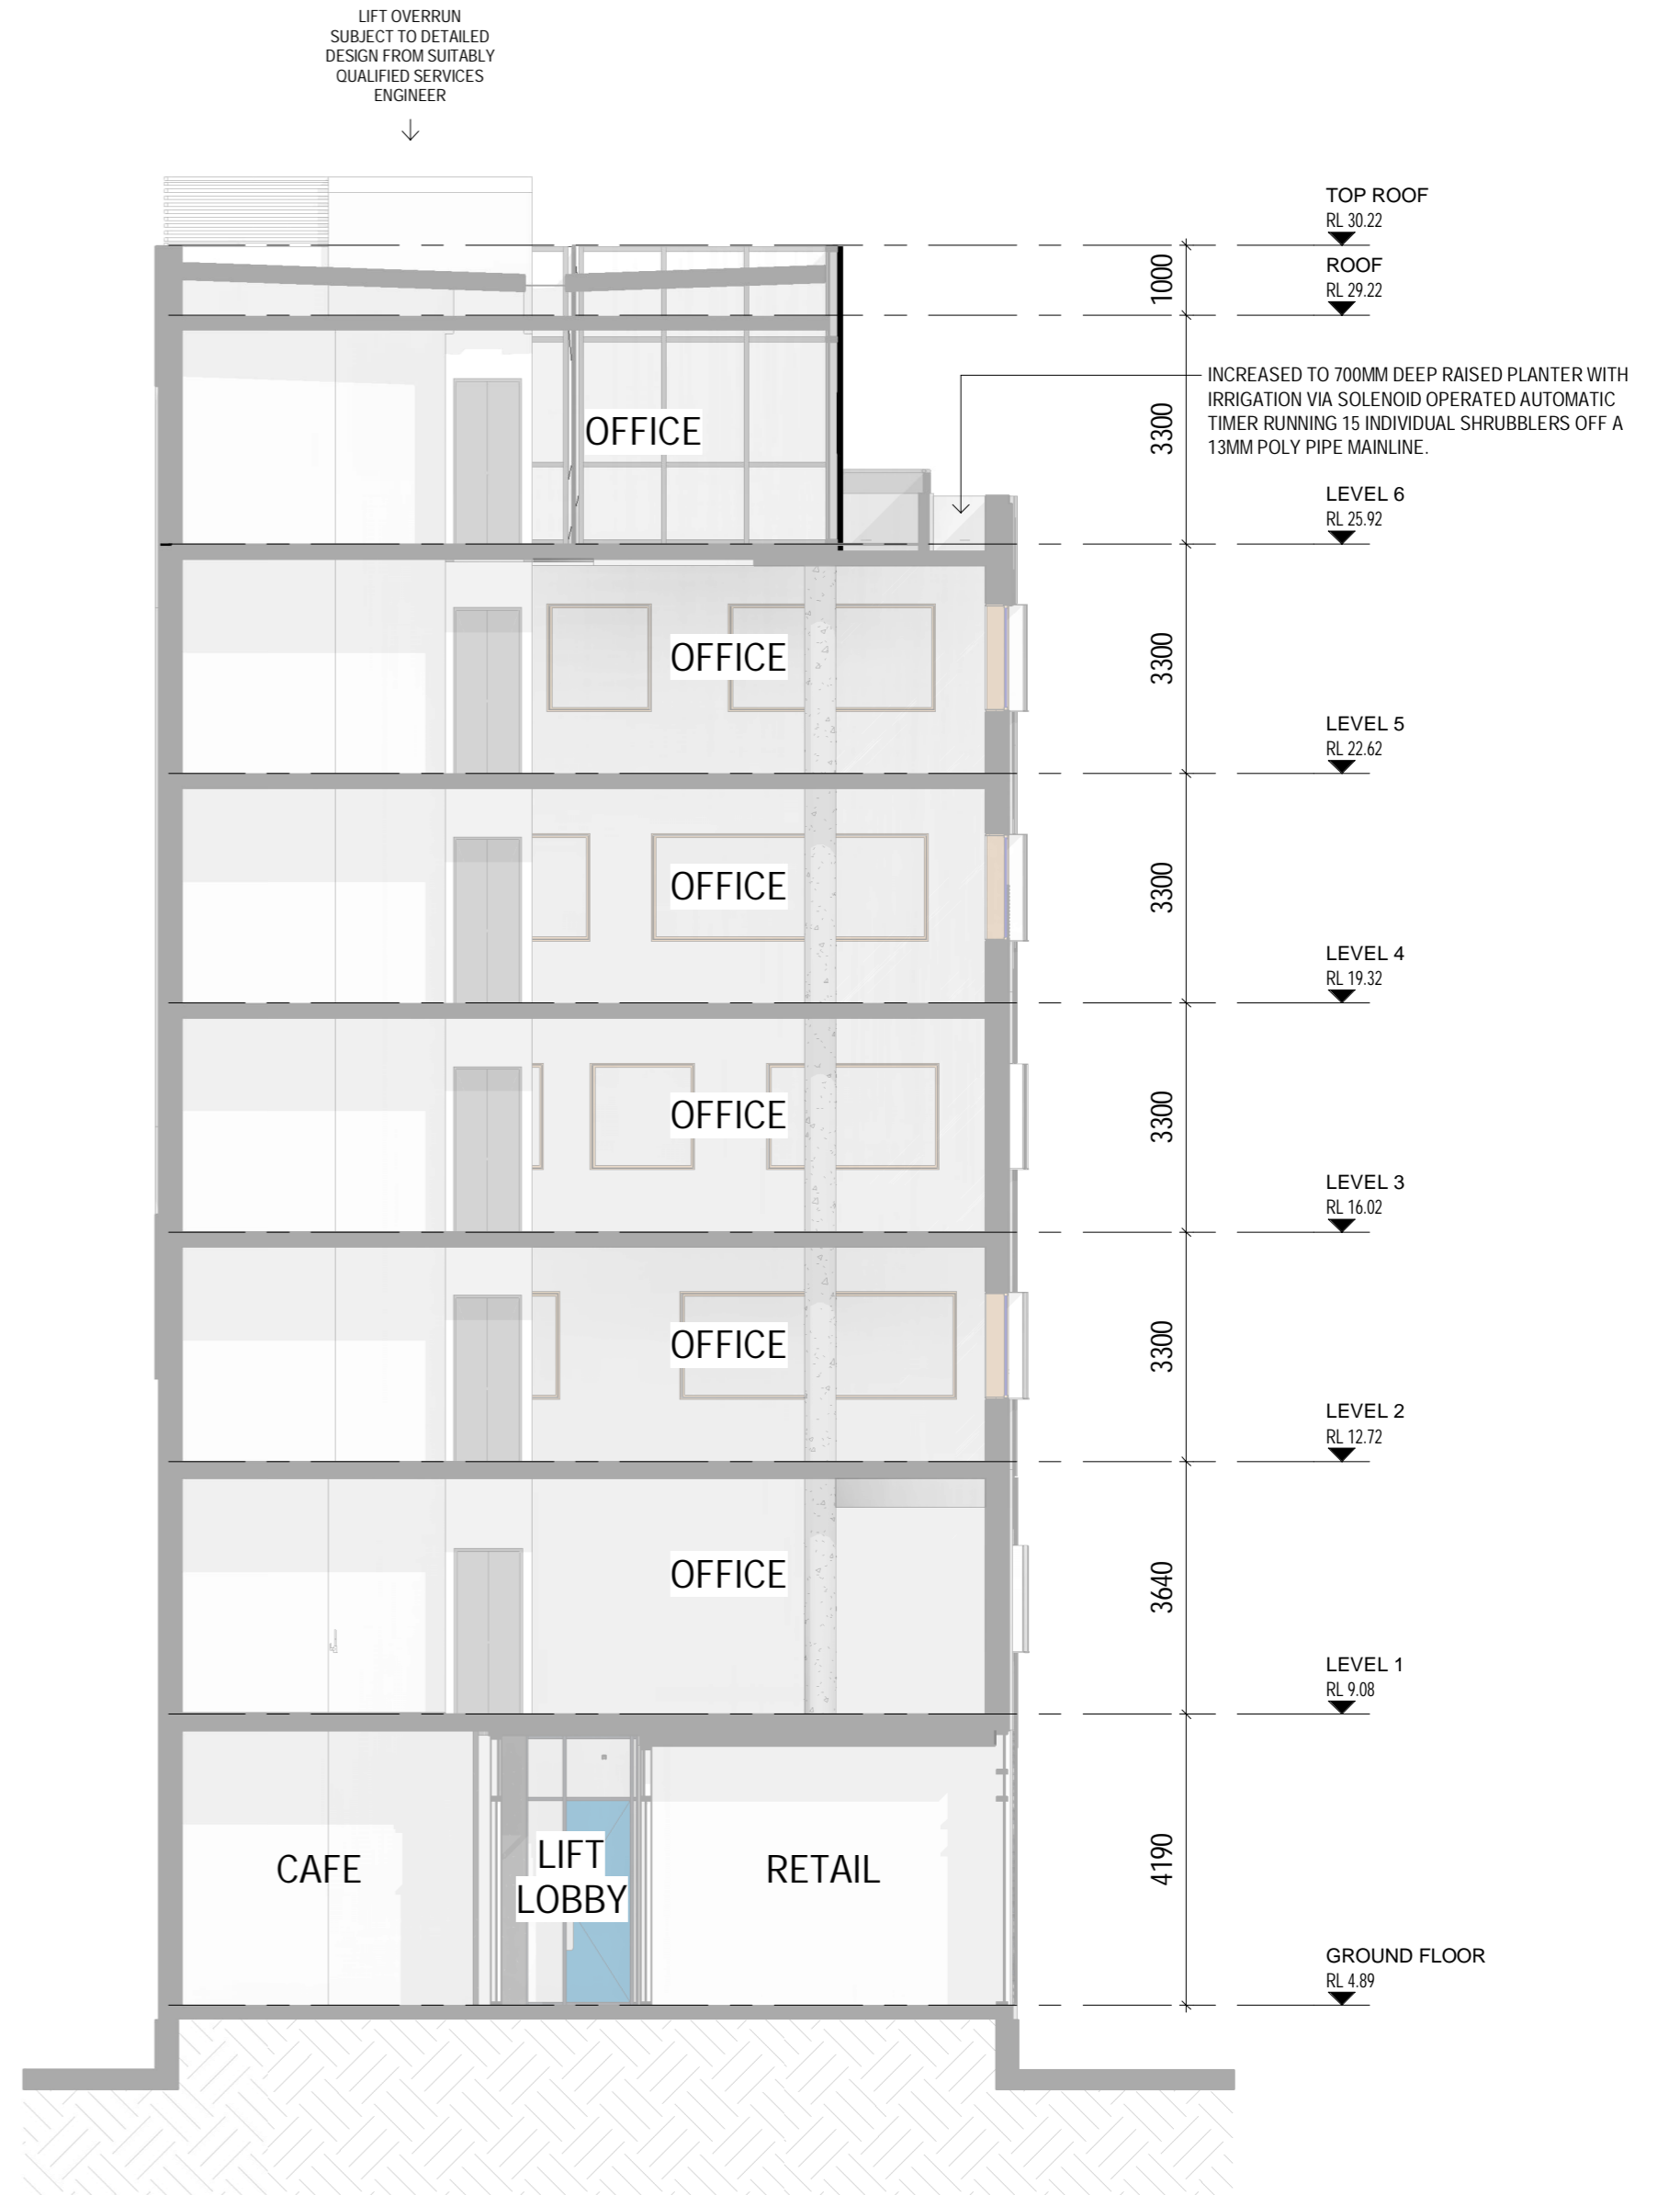 LIFT OVERRUN
SUBJECT TO DETAILED
DESIGN FROM SUITABLY
QUALIFIED SERVICES
ENGINEER
TOP ROOF
RL 30.22
1000
ROOF
RL 29.22
INCREASED TO 700MM DEEP RAISED PLANTER WITH
IRRIGATION VIA SOLENOID OPERATED AUTOMATIC
TIMER RUNNING 15 INDIVIDUAL SHRUBBLERS OFF A
13MM POLY PIPE MAINLINE.
OFFICE
3300
LEVEL 6
RL 25.92
OFFICE
3300
LEVEL 5
RL 22.62
OFFICE
3300
LEVEL 4
RL 19.32
OFFICE
3300
LEVEL 3
RL 16.02
OFFICE
3300
LEVEL 2
RL 12.72
OFFICE
3640
LEVEL 1
RL 9.08
CAFE
LIFT
LOBBY
RETAIL
4190
GROUND FLOOR
RL 4.89